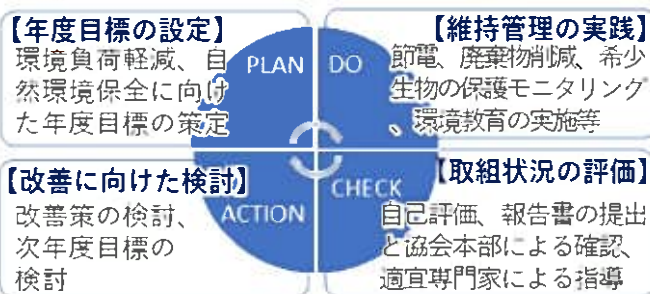 【年度目標の設定】
環境負荷軽減、自
然環境保全に向け
た年度目標の策定
PLAN
DO
【維持管理の実践】
節電、廃棄物削減、希少
生物の保護モニタリング
、環境教育の実施等
【改善に向けた検討】
改善策の検討、
次年度目標の
検討
ACTION
CHECK
【取組状況の評価】
自己評価、報告書の提出
と協会本部による確認、
適宜専門家による指導